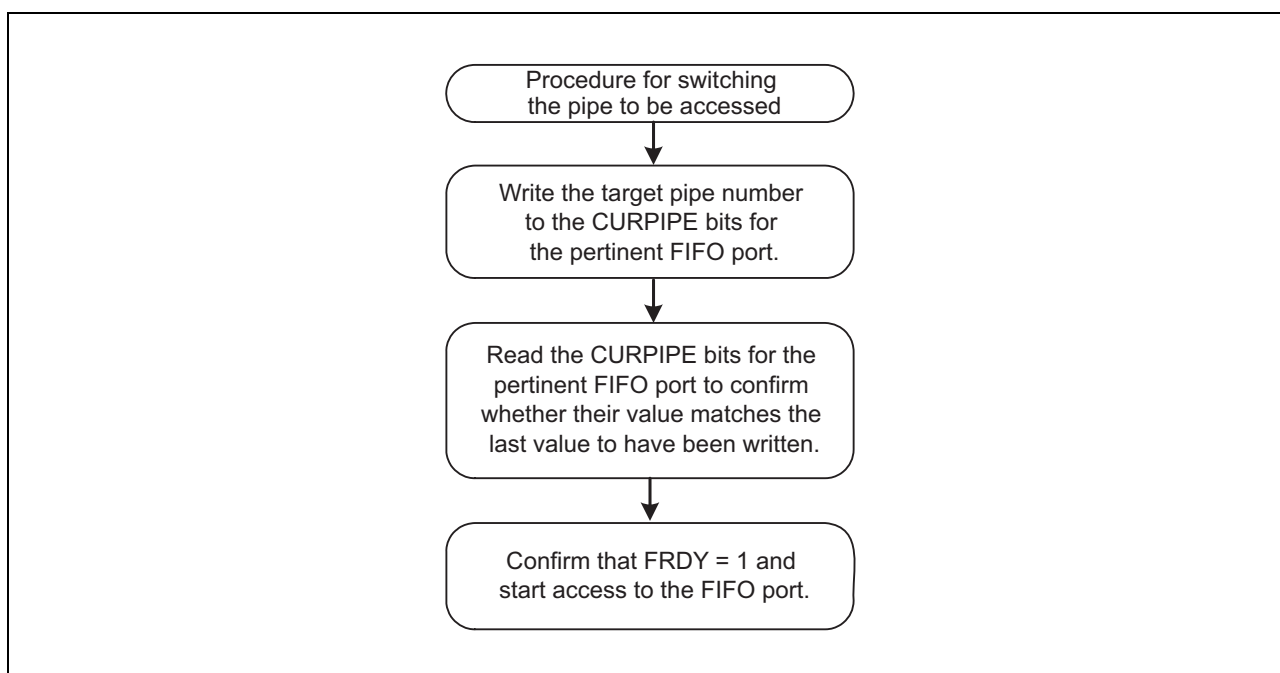 Procedure for switching
the pipe to be accessed
Write the target pipe number
to the CURPIPE bits for
the pertinent FIFO port.
Read the CURPIPE bits for the
pertinent FIFO port to confirm
whether their value matches the
last value to have been written.
Confirm that FRDY = 1 and
start access to the FIFO port.